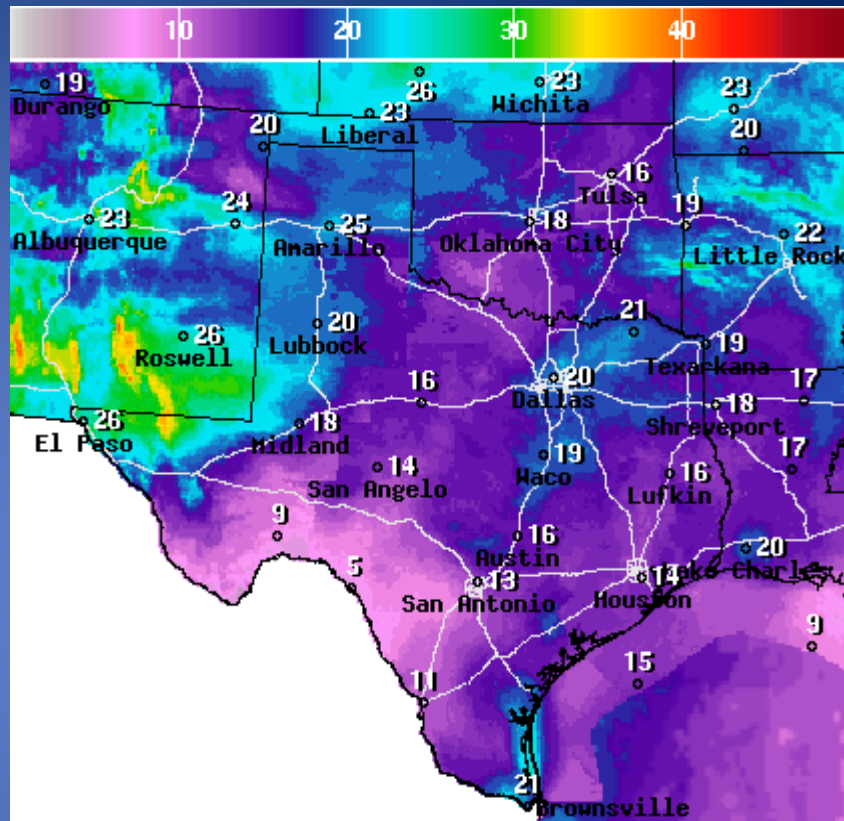 10 20 30 40
19 26 23
Durango Wichita
23 23
Liberal
20 20
16
Tulsa
23 24 25 18 19 22
Albuquerque Amarillo Oklahoma City Little Rock
26 20 21
Roswell Lubbock
19
Texarkana
16 20 17
Dallas
26 18 18
El Paso Midland Shreveport
14 19 16 17
San Angelo Waco Lufkin
9 16 20
Austin
Lake Charles
5 13 14
San Antonio Houston
9
11 15
21
Brownsville